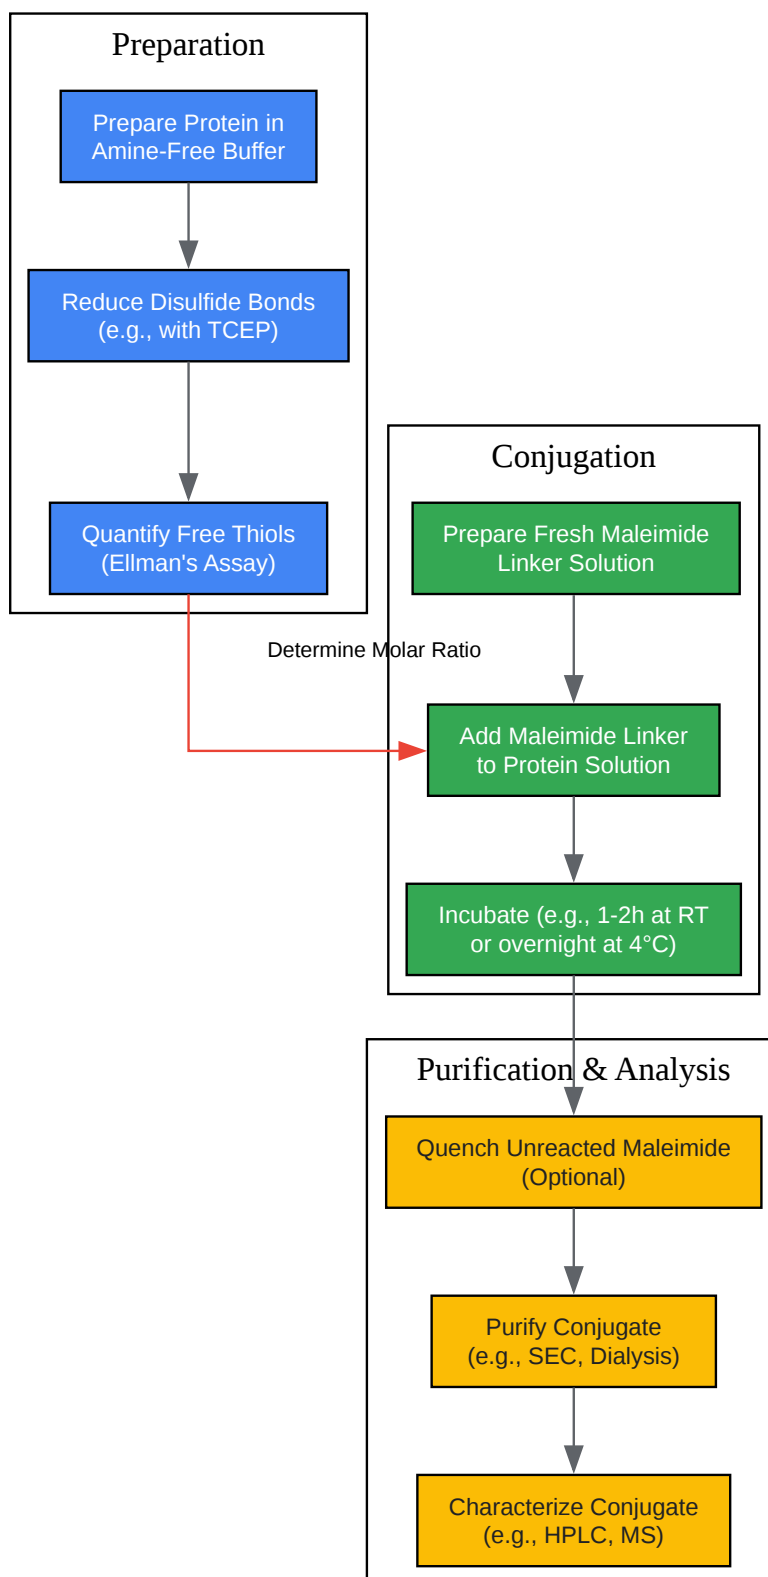 Preparation
Prepare Protein in
Amine-Free Buffer
Reduce Disulfide Bonds
(e.g., with TCEP)
Quantify Free Thiols
(Ellman's Assay)
Conjugation
Prepare Fresh Maleimide
Linker Solution
Determine Molar Ratio
Add Maleimide Linker
to Protein Solution
Incubate (e.g., 1-2h at RT
or overnight at 4°C)
Purification & Analysis
Quench Unreacted Maleimide
(Optional)
Purify Conjugate
(e.g., SEC, Dialysis)
Characterize Conjugate
(e.g., HPLC, MS)